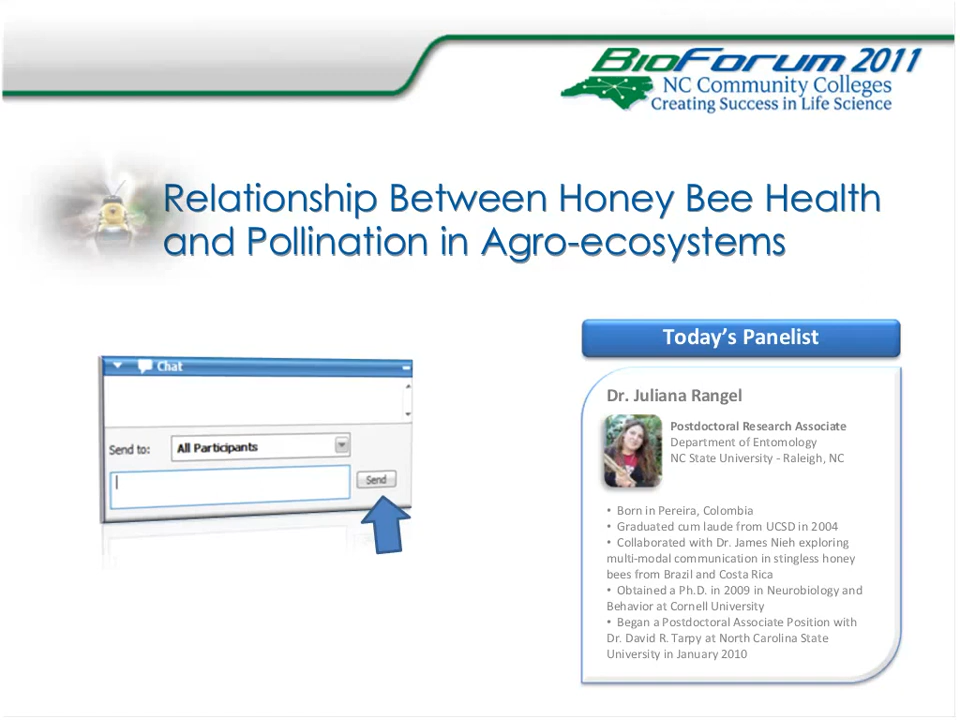 BioForum 2011
NC Community Colleges
Creating Success in Life Science
Relationship Between Honey Bee Health
and Pollination in Agro-ecosystems
Chat
Send to:
All Participants
Send
Today's Panelist
Dr. Juliana Rangel
Postdoctoral Research Associate
Department of Entomology
NC State University - Raleigh, NC
• Born in Pereira, Colombia
• Graduated cum laude from UCSD in 2004
• Collaborated with Dr. James Nieh exploring
multi-modal communication in stingless honey
bees from Brazil and Costa Rica
• Obtained a Ph.D. in 2009 in Neurobiology and
Behavior at Cornell University
• Began a Postdoctoral Associate Position with
Dr. David R. Tarpy at North Carolina State
University in January 2010